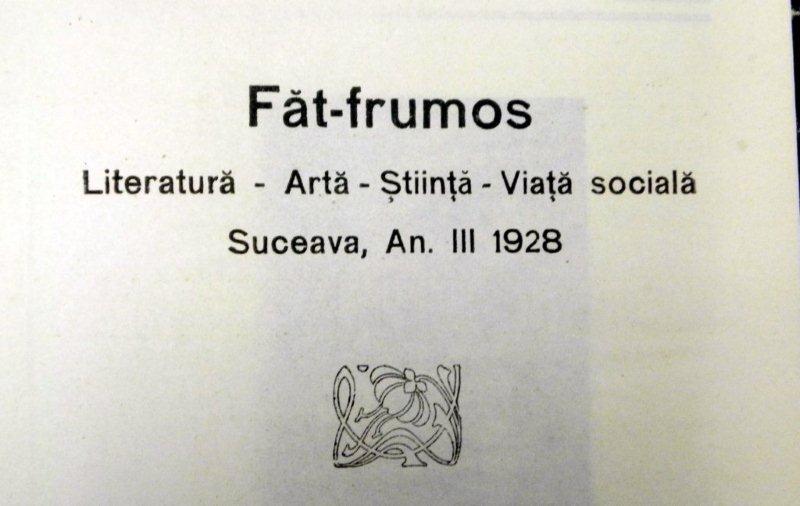 Făt-frumos
Literatură - Artă - Știință - Viață socială
Suceava, An. III 1928